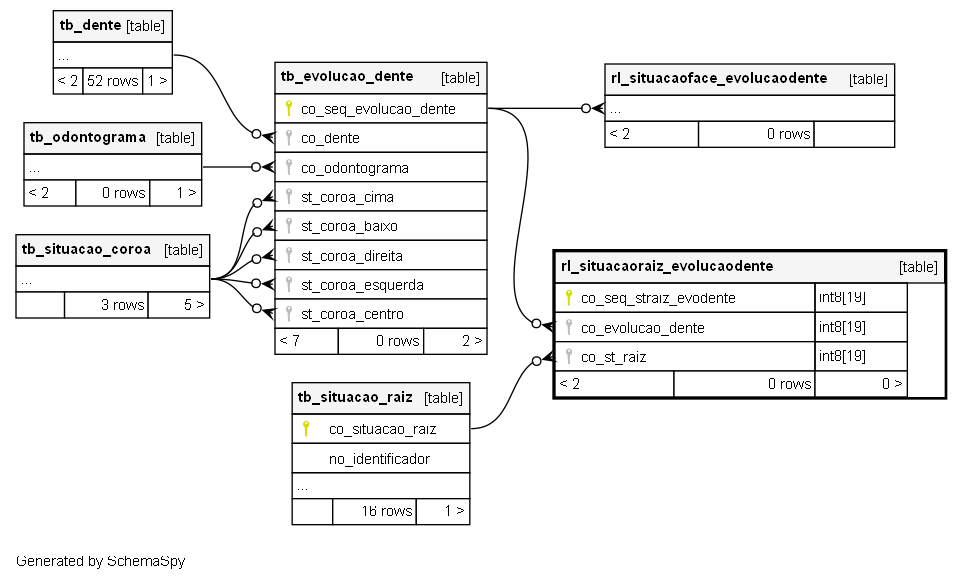 tb_dente [table]
...
< 2 52 rows 1 >
tb_odontograma [table]
...
< 2 0 rows 1 >
tb_situacao_coroa [table]
...
3 rows 5 >
tb_evolucao_dente [table]
co_seq_evolucao_dente
co_dente
co_odontograma
st_coroa_cima
st_coroa_baixo
st_coroa_direita
st_coroa_esquerda
st_coroa_centro
< 7 0 rows 2 >
tb_situacao_raiz [table]
co_situacao_raiz
no_identificador
...
16 rows 1 >
rl_situacaoface_evolucaodente [table]
...
< 2 0 rows
rl_situacaoraiz_evolucaodente [table]
co_seq_straiz_evodente int8[19]
co_evolucao_dente int8[19]
co_st_raiz int8[19]
< 2 0 rows 0 >
Generated by SchemaSpy